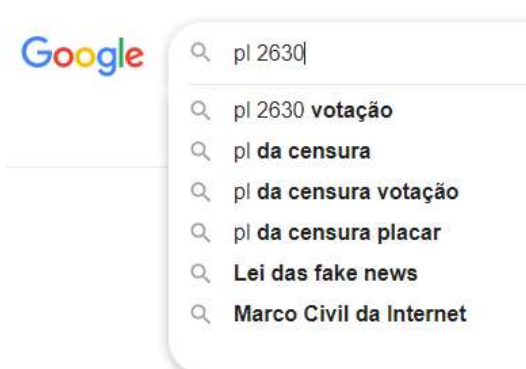 Google
pl 2630
pl 2630 votação
pl da censura
pl da censura votação
pl da censura placar
Lei das fake news
Marco Civil da Internet